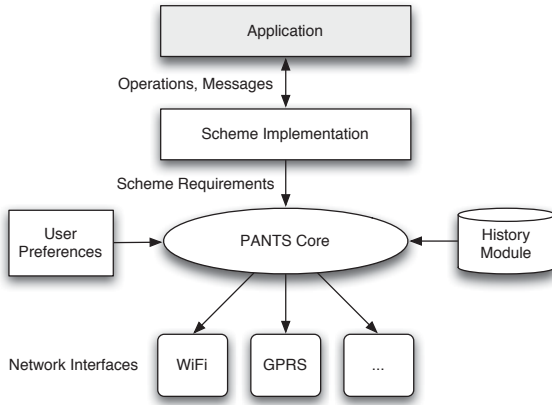 Application
Operations, Messages
Scheme Implementation
Scheme Requirements
User
Preferences
PANTS Core
History
Module
Network Interfaces
WiFi
GPRS
...